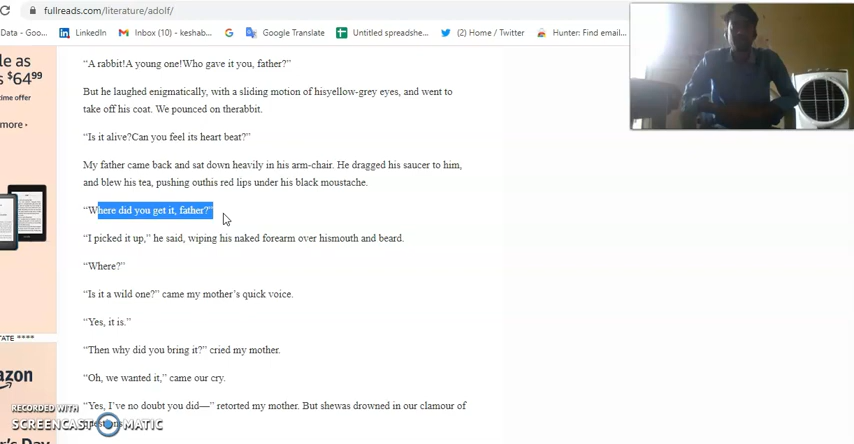 fullreads.com/literature/adolf/
Data - Goo...
LinkedIn
Inbox (10) - keshab...
Google Translate
Untitled spreadshe...
(2) Home / Twitter
Hunter: Find email...
le as
$64⁹⁹
time offer
more ›
“A rabbit!A young one!Who gave it you, father?”
But he laughed enigmatically, with a sliding motion of hisyellow-grey eyes, and went to
take off his coat. We pounced on therabbit.
“Is it alive?Can you feel its heart beat?”
My father came back and sat down heavily in his arm-chair. He dragged his saucer to him,
and blew his tea, pushing outhis red lips under his black moustache.
“Where did you get it, father?”
“I picked it up,” he said, wiping his naked forearm over hismouth and beard.
“Where?”
“Is it a wild one?” came my mother’s quick voice.
“Yes, it is.”
“Then why did you bring it?” cried my mother.
“Oh, we wanted it,” came our cry.
“Yes, I’ve no doubt you did—” retorted my mother. But shewas drowned in our clamour of
TATE ****
azon
r's D
RECORDED WITH
SCREENCAST MATIC